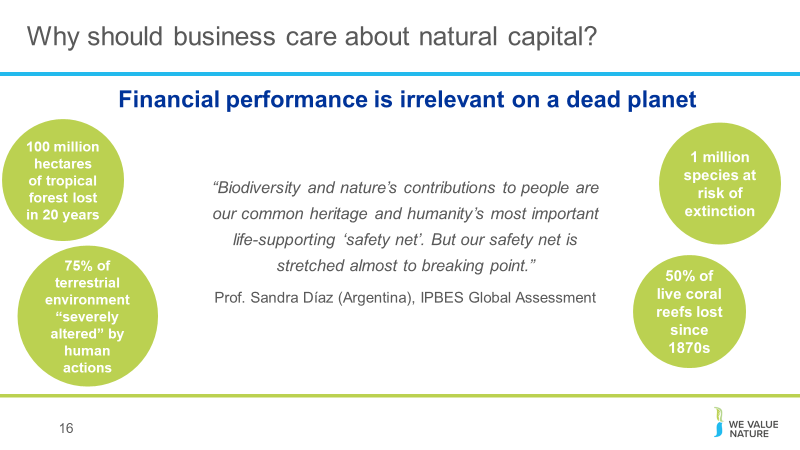 Why should business care about natural capital?
Financial performance is irrelevant on a dead planet
100 million
hectares
of tropical
forest lost
in 20 years
75% of
terrestrial
environment
“severely
altered” by
human
actions
“Biodiversity and nature’s contributions to people are
our common heritage and humanity’s most important
life-supporting ‘safety net’. But our safety net is
stretched almost to breaking point.”
Prof. Sandra Díaz (Argentina), IPBES Global Assessment
1 million
species at
risk of
extinction
50% of
live coral
reefs lost
since
1870s
16
WE VALUE
NATURE